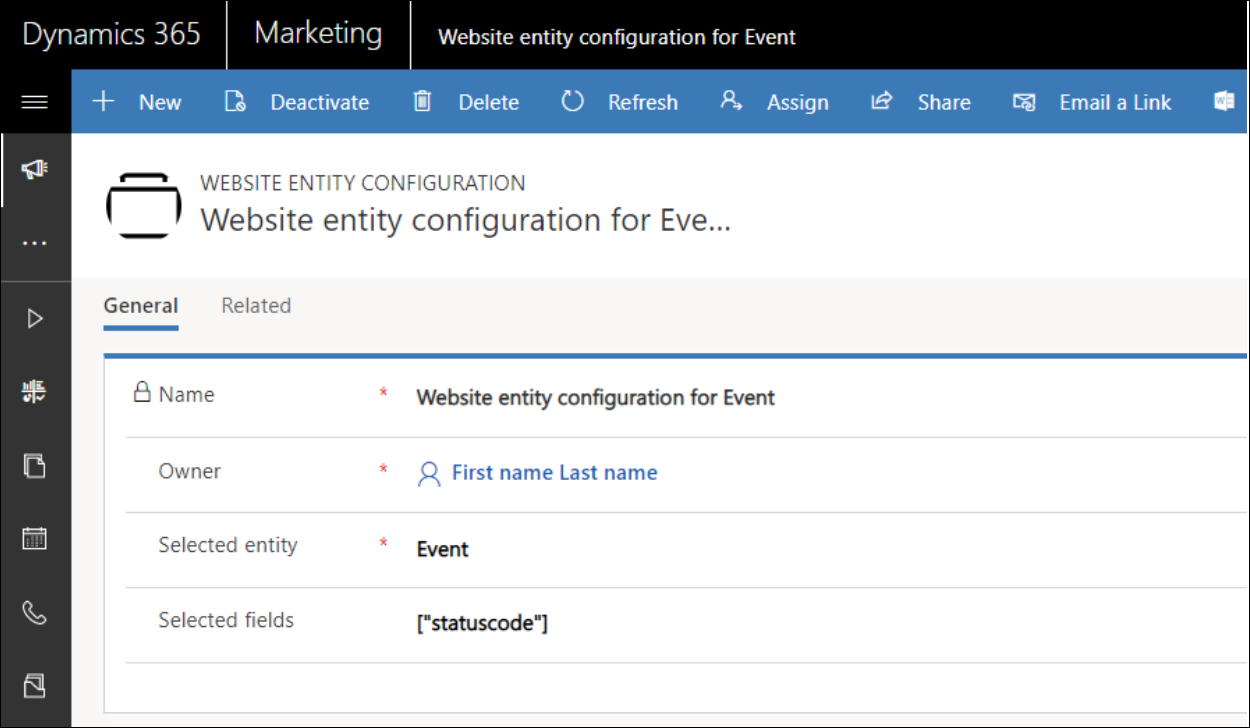 Dynamics 365 Marketing Website entity configuration for Event
New Deactivate Delete Refresh Assign Share Email a Link
WEBSITE ENTITY CONFIGURATION
Website entity configuration for Eve...
General Related
Name * Website entity configuration for Event
Owner * First name Last name
Selected entity * Event
Selected fields ["statuscode"]